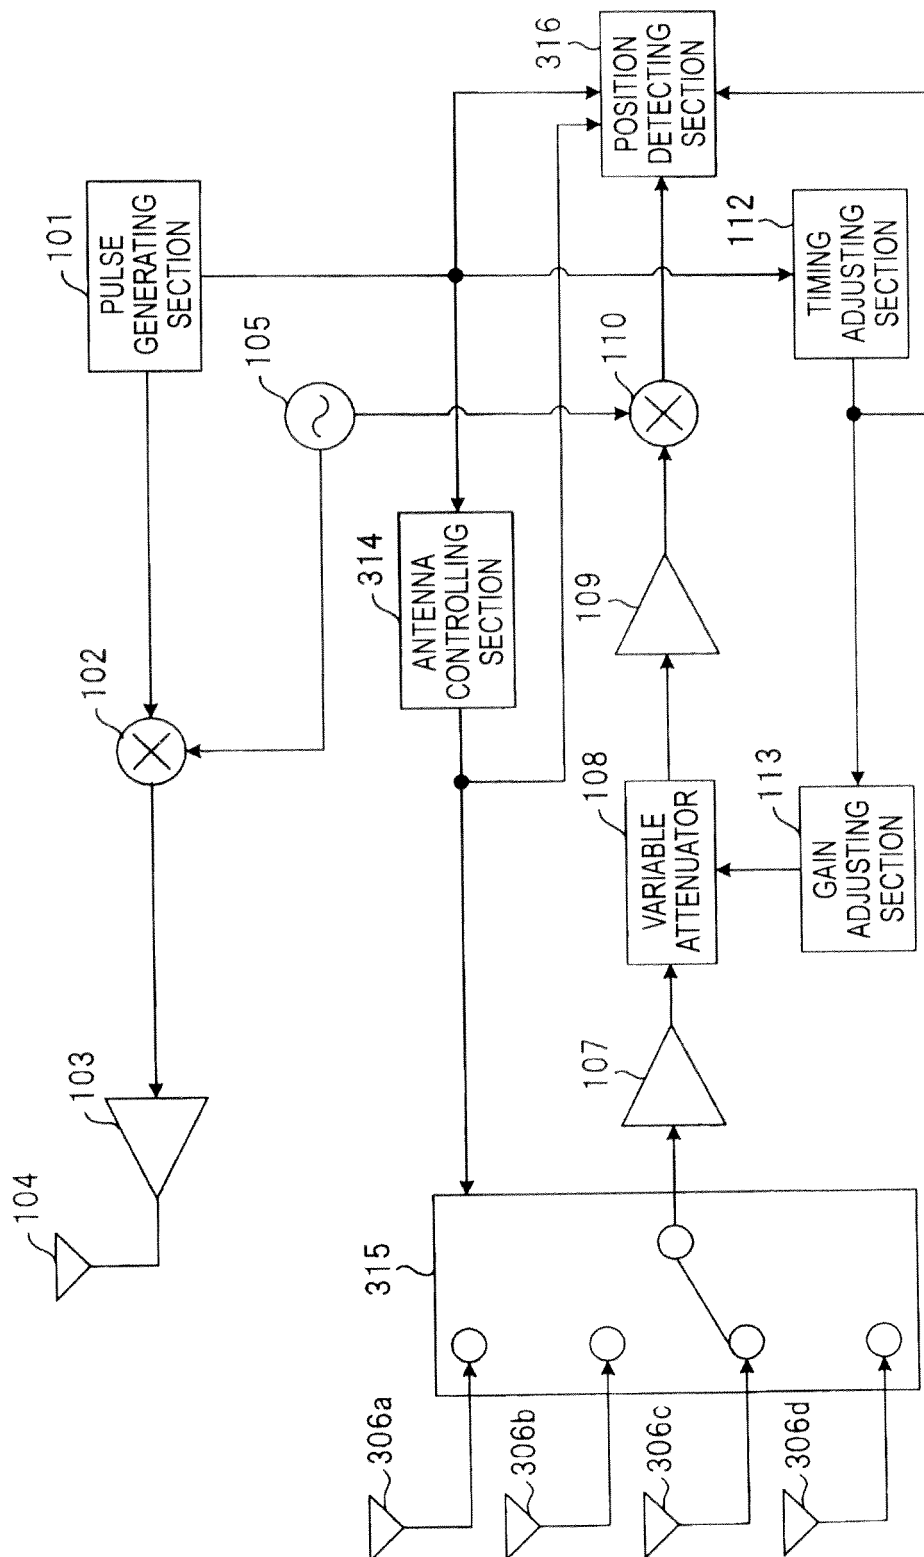 104
103
102
101
PULSE
GENERATING
SECTION
105
315
314
ANTENNA
CONTROLLING
SECTION
316
POSITION
DETECTING
SECTION
306a
306b
306c
306d
107
108
VARIABLE
ATTENUATOR
109
110
113
GAIN
ADJUSTING
SECTION
112
TIMING
ADJUSTING
SECTION